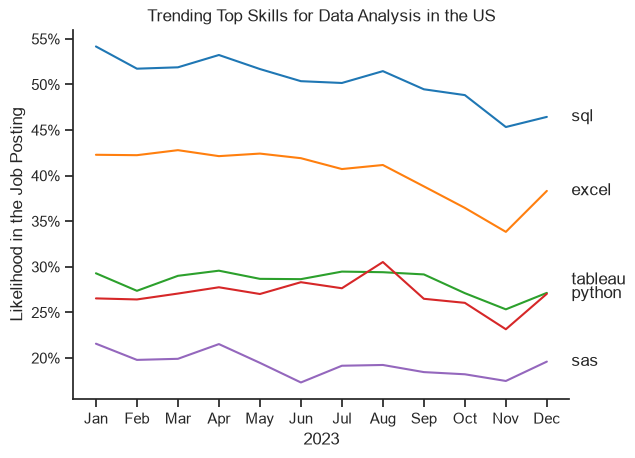 Trending Top Skills for Data Analysis in the US
Likelihood in the Job Posting
55%
50%
45%
40%
35%
30%
25%
20%
sql
excel
tableau
python
sas
Jan Feb Mar Apr May Jun Jul Aug Sep Oct Nov Dec
2023